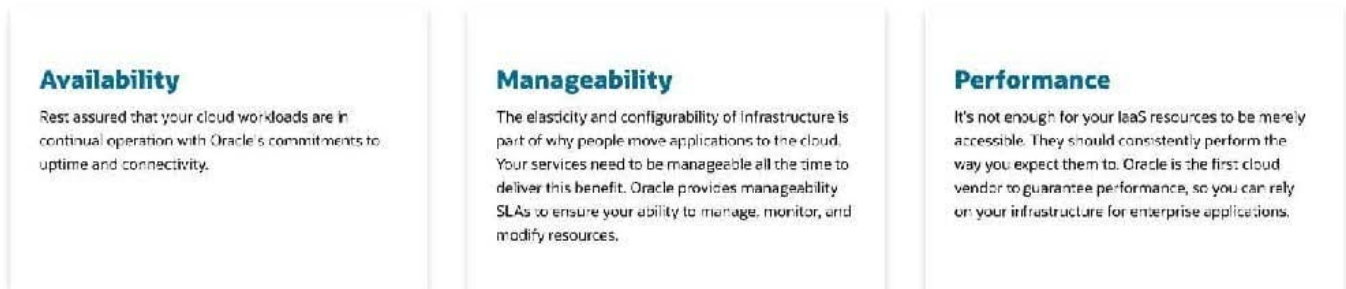 Availability
Rest assured that your cloud workloads are in
continual operation with Oracle's commitments to
uptime and connectivity.
Manageability
The elasticity and configurability of infrastructure is
part of why people move applications to the cloud.
Your services need to be manageable all the time to
deliver this benefit. Oracle provides manageability
SLAs to ensure your ability to manage, monitor, and
modify resources.
Performance
It's not enough for your IaaS resources to be merely
accessible. They should consistently perform the
way you expect them to. Oracle is the first cloud
vendor to guarantee performance, so you can rely
on your infrastructure for enterprise applications.